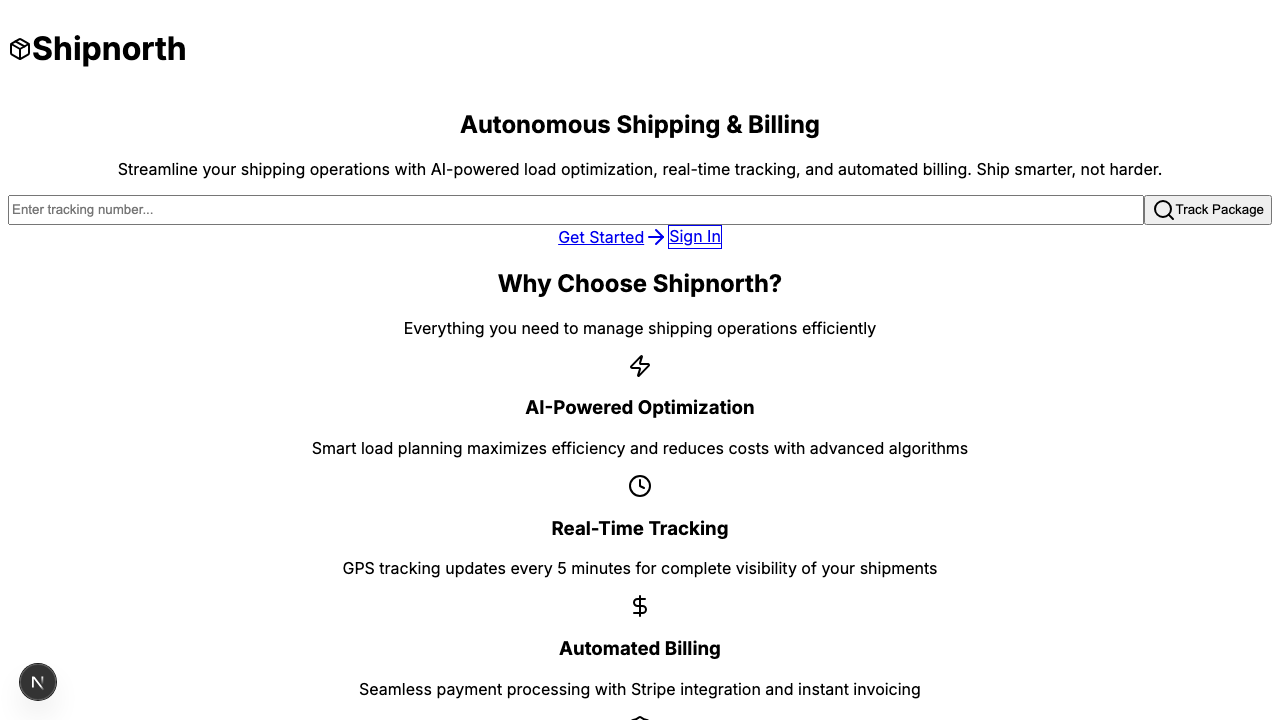 Shipnorth
Autonomous Shipping & Billing
Streamline your shipping operations with AI-powered load optimization, real-time tracking, and automated billing. Ship smarter, not harder.
Enter tracking number... Track Package
Get Started Sign In
Why Choose Shipnorth?
Everything you need to manage shipping operations efficiently
AI-Powered Optimization
Smart load planning maximizes efficiency and reduces costs with advanced algorithms
Real-Time Tracking
GPS tracking updates every 5 minutes for complete visibility of your shipments
Automated Billing
Seamless payment processing with Stripe integration and instant invoicing
N